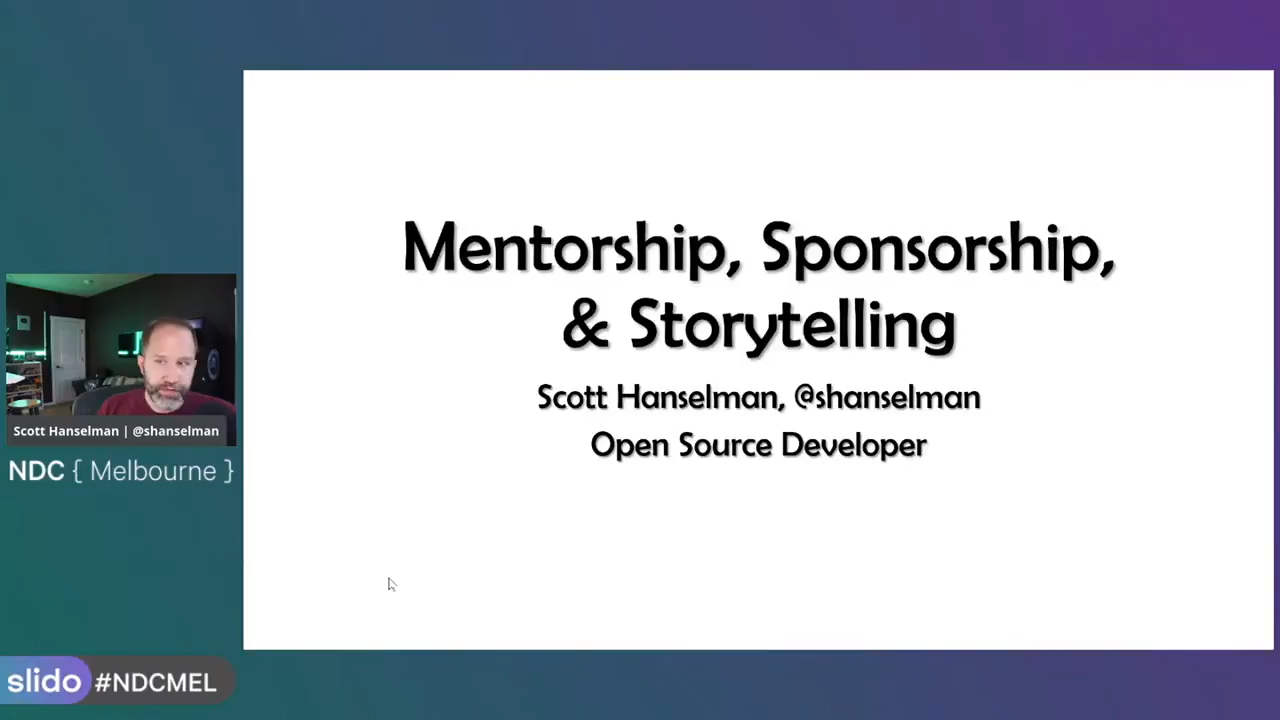 Mentorship, Sponsorship,
& Storytelling
Scott Hanselman, @shanselman
Open Source Developer
Scott Hanselman | @shanselman
NDC { Melbourne }
slido #NDCMEL